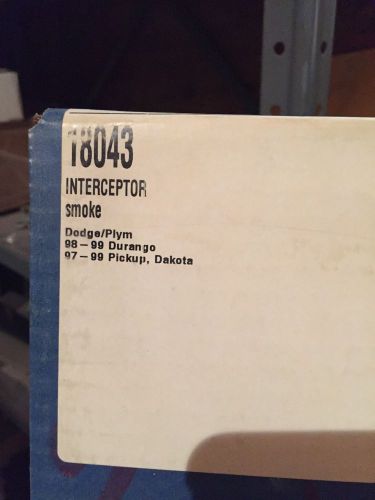 18043
INTERCEPTOR
smoke
Dodge/Plym
98-99 Durango
97-99 Pickup, Dakota